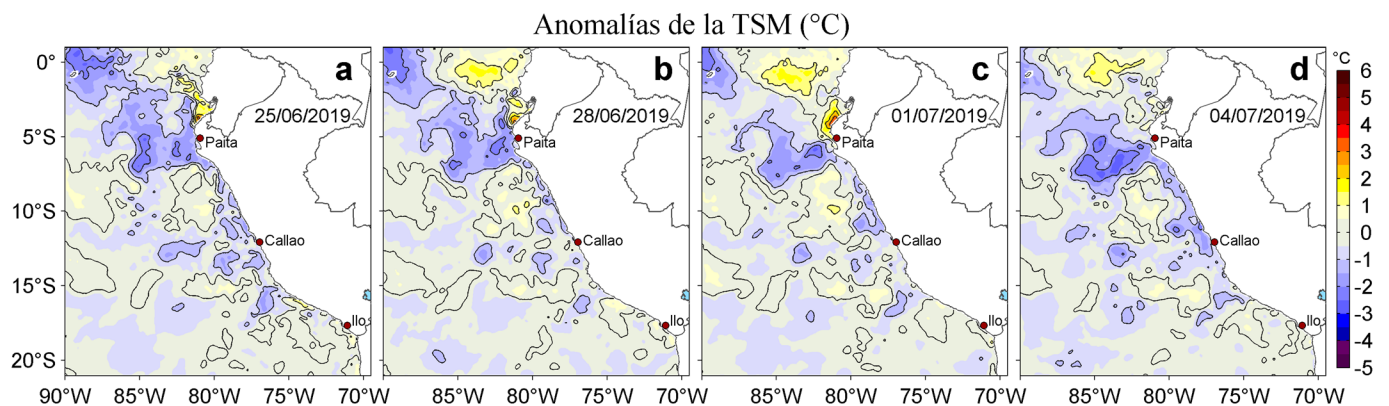 Anomalías de la TSM (°C)
a
b
c
d
25/06/2019
28/06/2019
01/07/2019
04/07/2019
0°
5°S
10°S
15°S
20°S
Paita
Callao
Ilo
Paita
Callao
Ilo
Paita
Callao
Ilo
Paita
Callao
Ilo
90°W 85°W 80°W 75°W 70°W
85°W 80°W 75°W 70°W
85°W 80°W 75°W 70°W
85°W 80°W 75°W 70°W
°C
6
5
4
3
2
1
0
-1
-2
-3
-4
-5